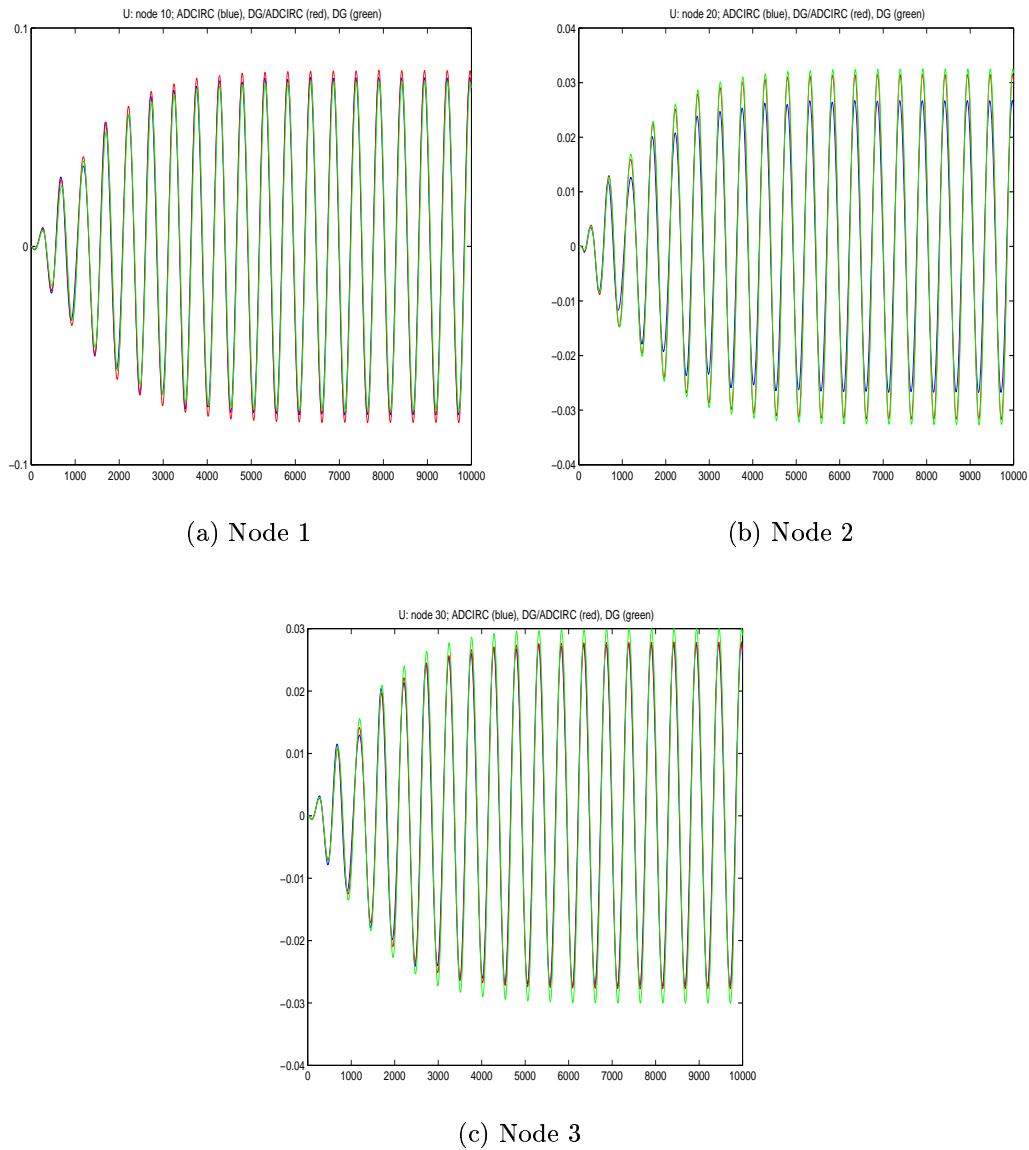 U: node 10; ADCIRC (blue), DG/ADCIRC (red), DG (green)
0.1
0
−0.1
0 1000 2000 3000 4000 5000 6000 7000 8000 9000 10000
(a) Node 1
U: node 20; ADCIRC (blue), DG/ADCIRC (red), DG (green)
0.04
0.03
0.02
0.01
0
−0.01
−0.02
−0.03
−0.04
0 1000 2000 3000 4000 5000 6000 7000 8000 9000 10000
(b) Node 2
U: node 30; ADCIRC (blue), DG/ADCIRC (red), DG (green)
0.03
0.02
0.01
0
−0.01
−0.02
−0.03
−0.04
0 1000 2000 3000 4000 5000 6000 7000 8000 9000 10000
(c) Node 3